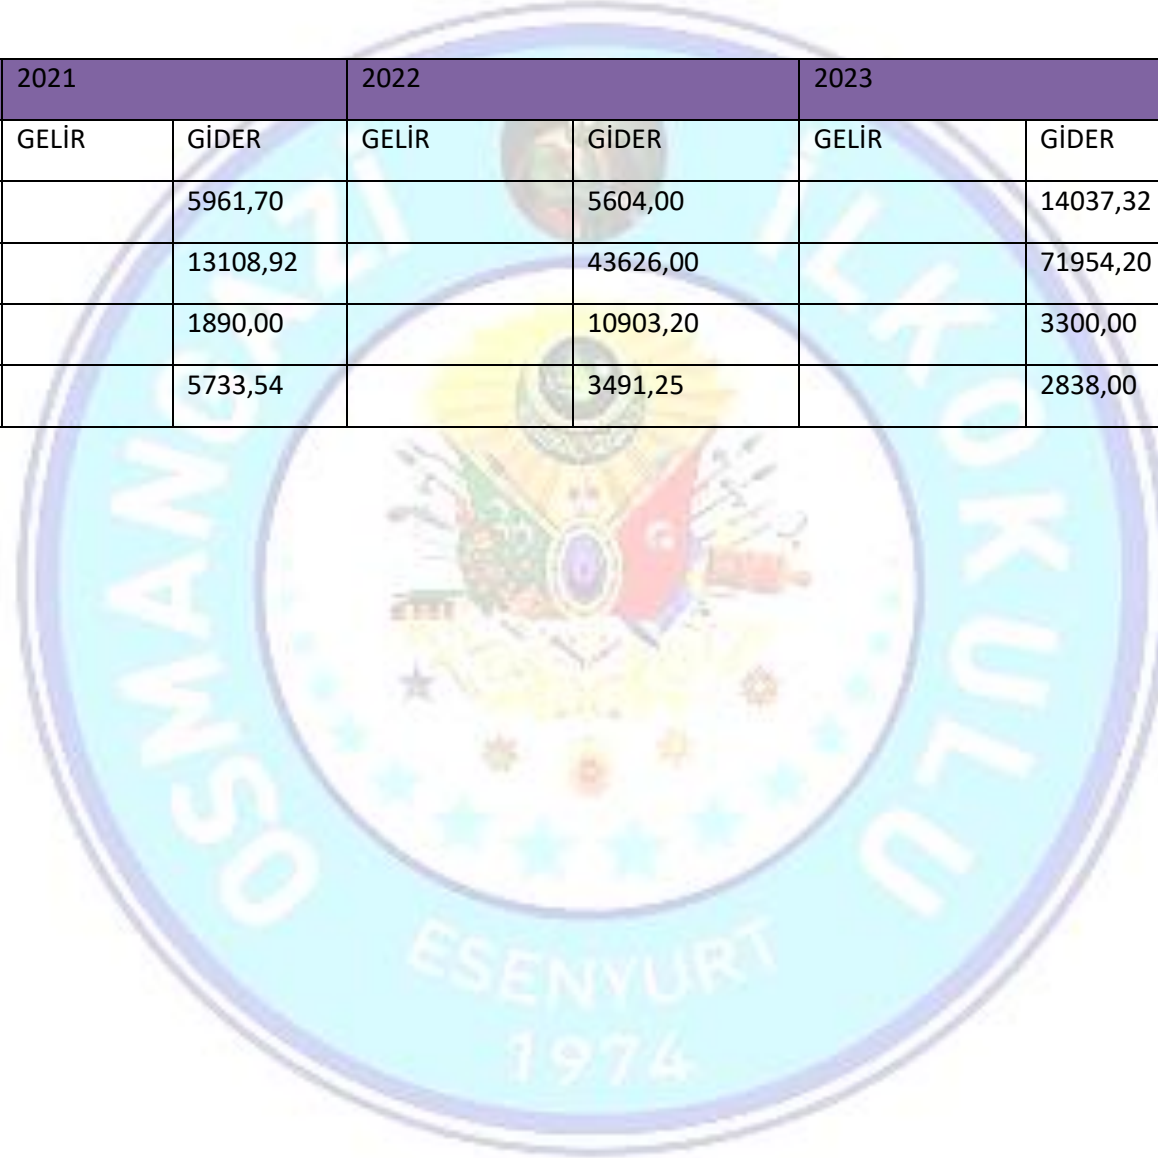 2021 2022 2023
GELİR GİDER GELİR GİDER GELİR GİDER
5961,70 5604,00 14037,32
13108,92 43626,00 71954,20
1890,00 10903,20 3300,00
5733,54 3491,25 2838,00
OSMANGAZİ İLKOKULU
ESENYURT
1974